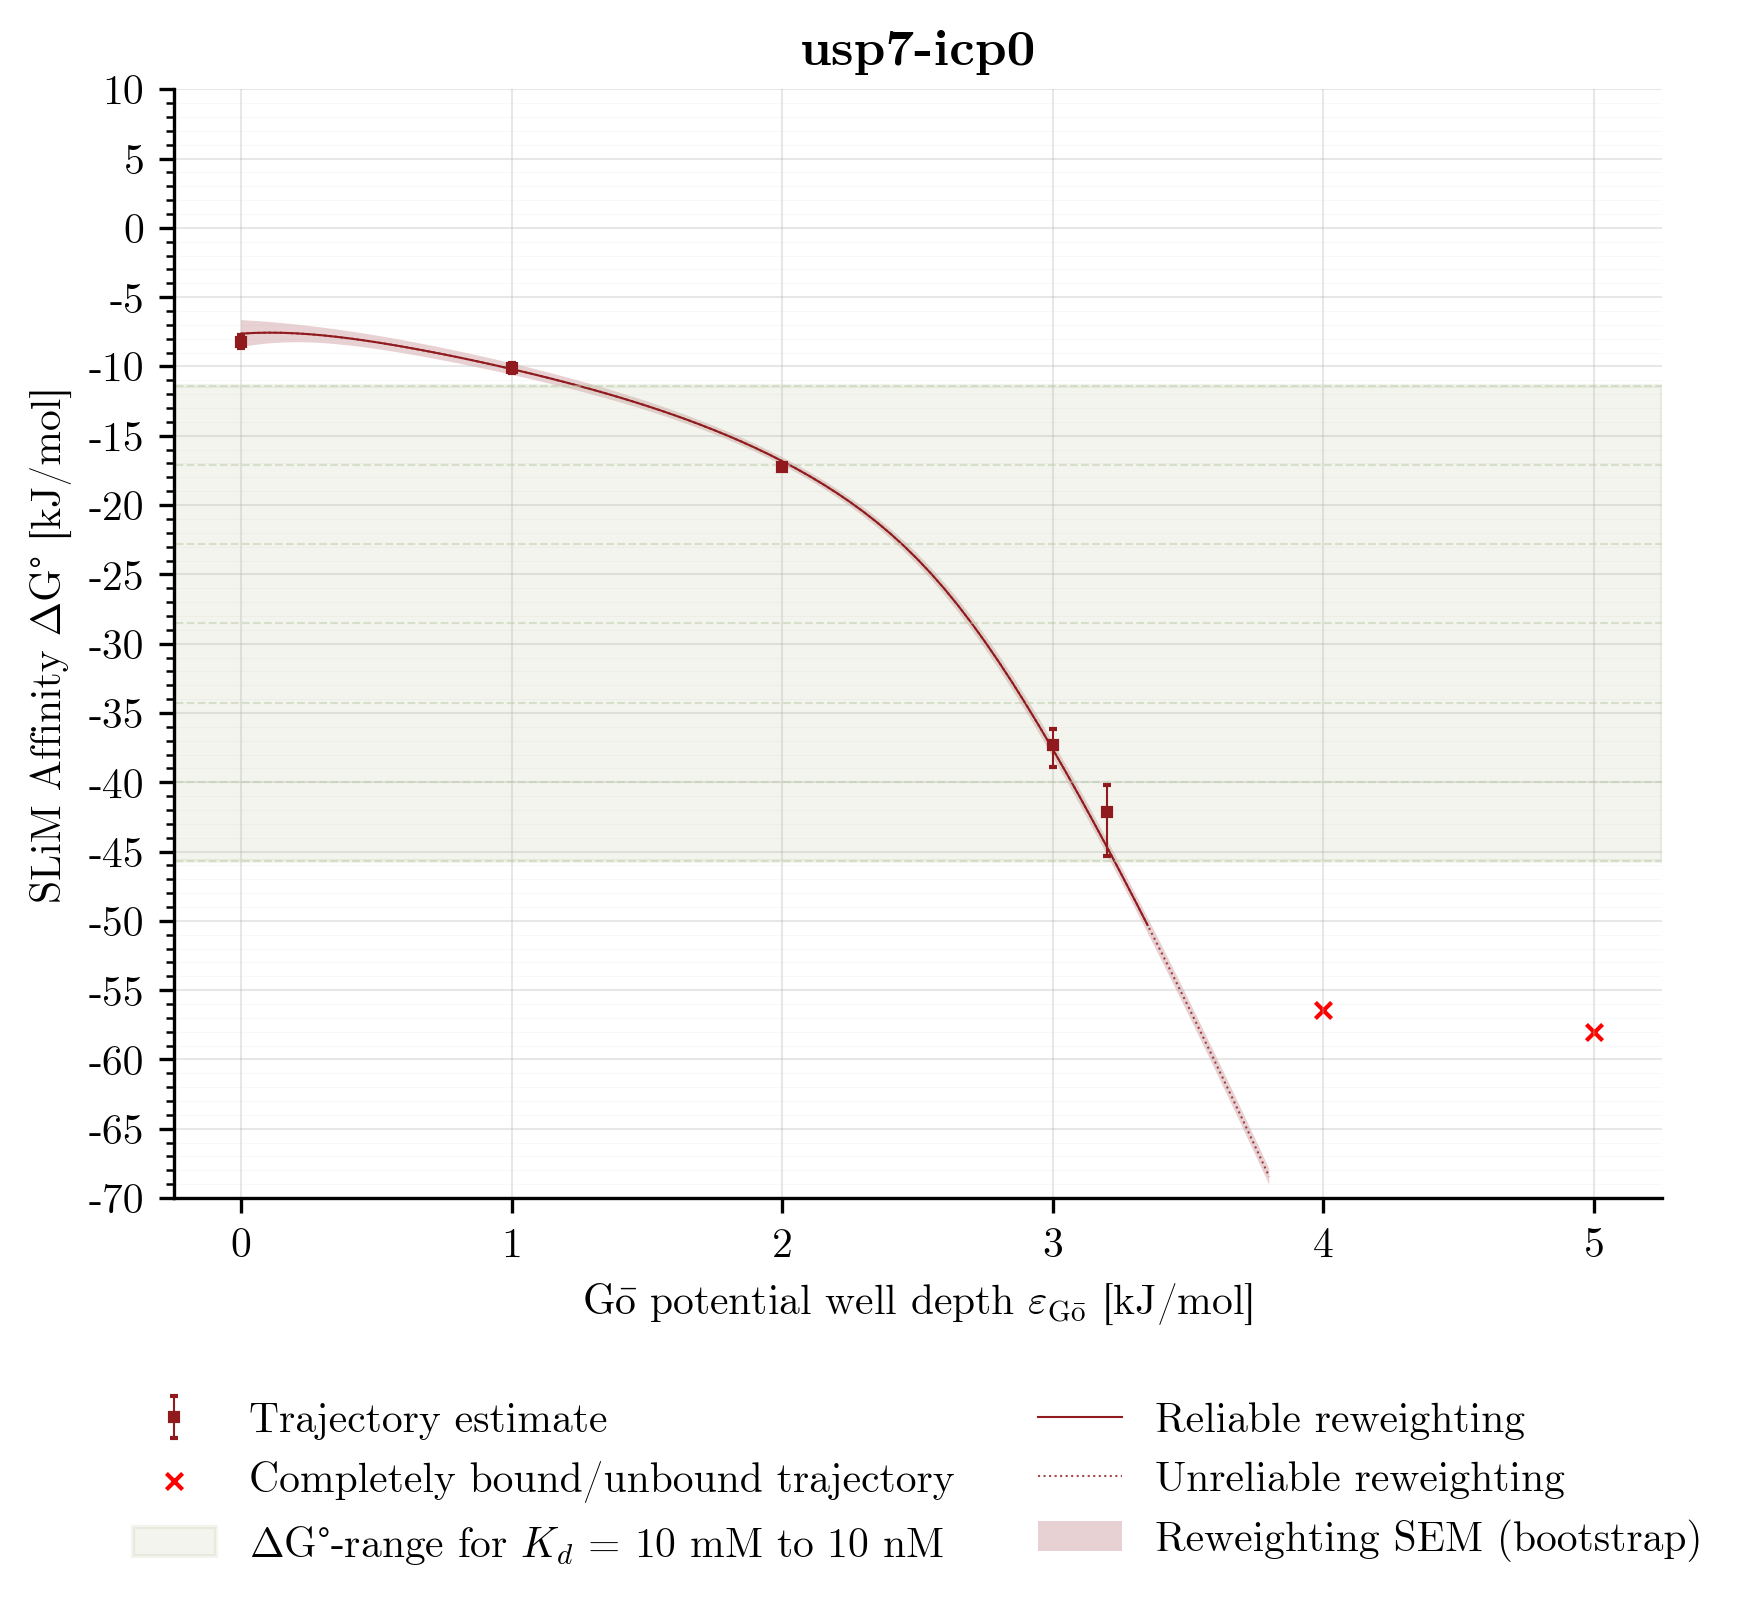 usp7-icp0
10
5
0
-5
-10
-15
-20
-25
-30
-35
-40
-45
-50
-55
-60
-65
-70
SLiM Affinity ΔG° [kJ/mol]
0 1 2 3 4 5
Gō potential well depth ε_Gō [kJ/mol]
Trajectory estimate
Completely bound/unbound trajectory
ΔG°-range for K_d = 10 mM to 10 nM
Reliable reweighting
Unreliable reweighting
Reweighting SEM (bootstrap)